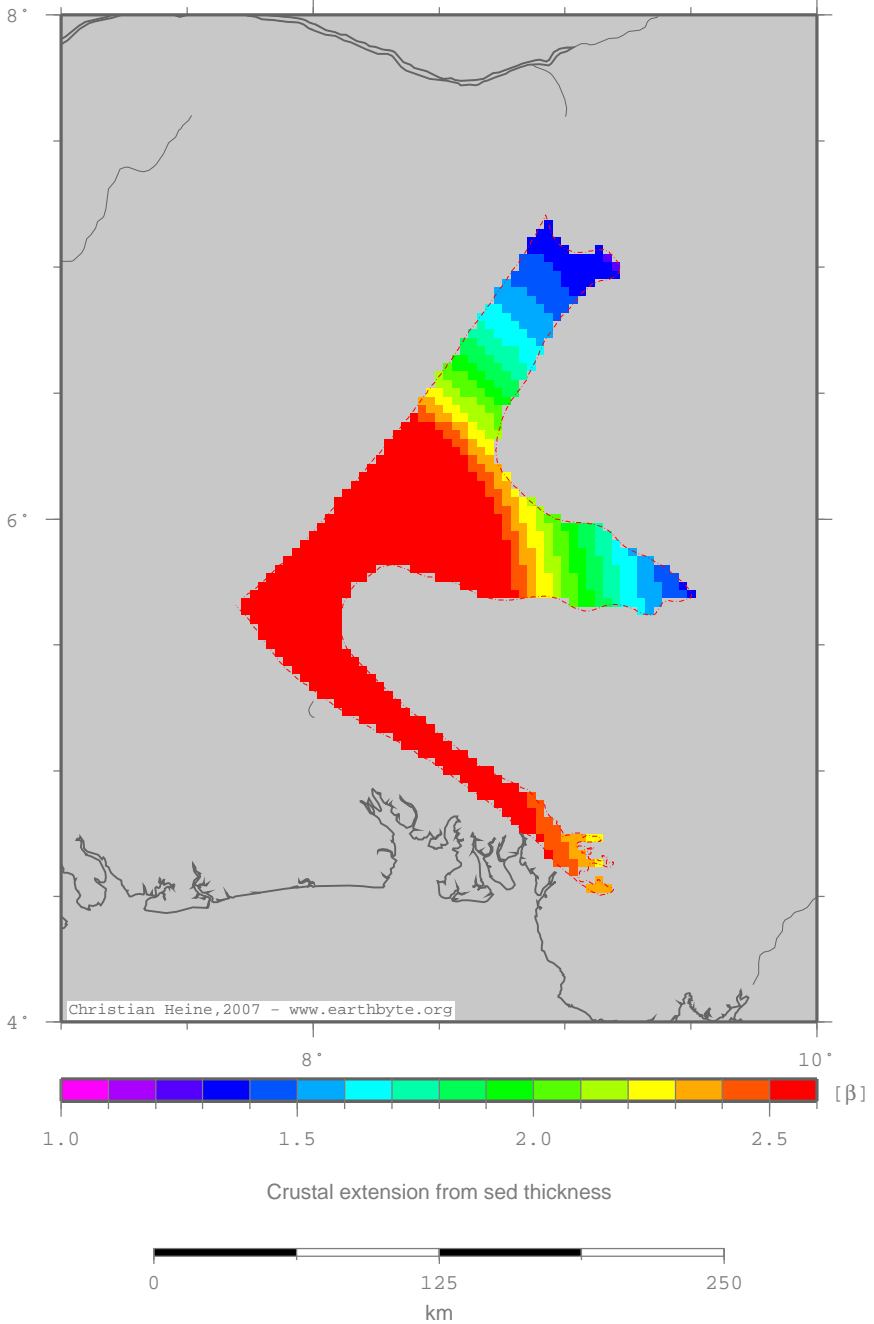 8°
6°
4°
Christian Heine,2007 - www.earthbyte.org
8° 10°
[β]
1.0 1.5 2.0 2.5
Crustal extension from sed thickness
0 125 250
km